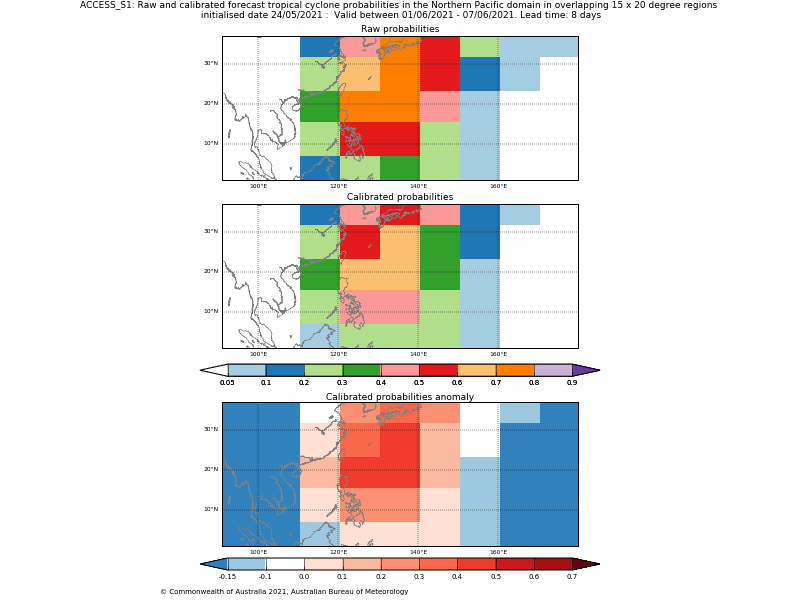 ACCESS_S1: Raw and calibrated forecast tropical cyclone probabilities in the Northern Pacific domain in overlapping 15 x 20 degree regions
initialised date 24/05/2021 : Valid between 01/06/2021 - 07/06/2021. Lead time: 8 days
Raw probabilities
30°N
20°N
10°N
100°E 120°E 140°E 160°E
Calibrated probabilities
30°N
20°N
10°N
100°E 120°E 140°E 160°E
0.05 0.1 0.2 0.3 0.4 0.5 0.6 0.7 0.8 0.9
Calibrated probabilities anomaly
30°N
20°N
10°N
100°E 120°E 140°E 160°E
-0.15 -0.1 0.0 0.1 0.2 0.3 0.4 0.5 0.6 0.7
© Commonwealth of Australia 2021, Australian Bureau of Meteorology